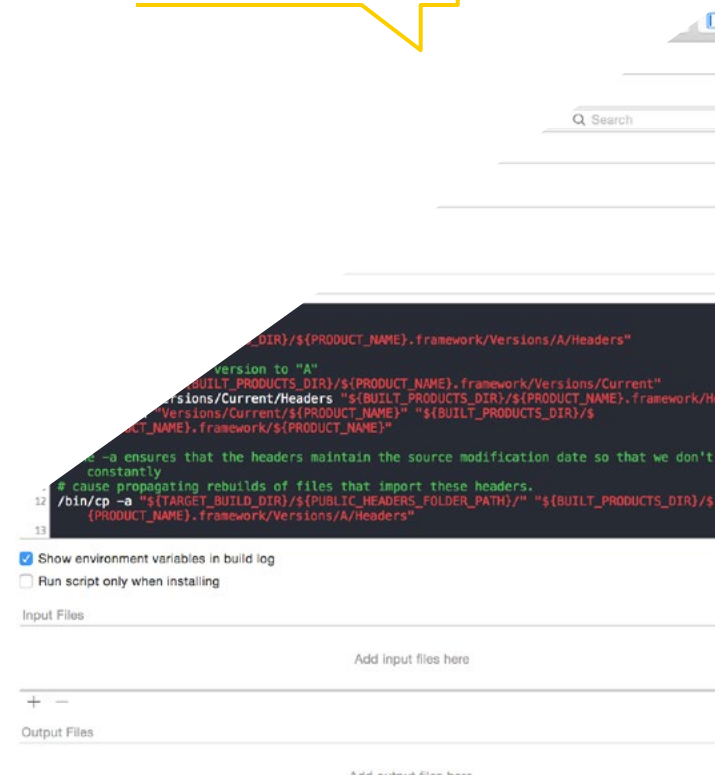 Search
_DIR}/${PRODUCT_NAME}.framework/Versions/A/Headers"
version to "A"
{BUILT_PRODUCTS_DIR}/${PRODUCT_NAME}.framework/Versions/Current"
rsions/Current/Headers "${BUILT_PRODUCTS_DIR}/${PRODUCT_NAME}.framework/H
"Versions/Current/${PRODUCT_NAME}" "${BUILT_PRODUCTS_DIR}/$
UCT_NAME}.framework/${PRODUCT_NAME}"
-a ensures that the headers maintain the source modification date so that we don't
constantly
# cause propagating rebuilds of files that import these headers.
12 /bin/cp -a "${TARGET_BUILD_DIR}/${PUBLIC_HEADERS_FOLDER_PATH}/" "${BUILT_PRODUCTS_DIR}/$
{PRODUCT_NAME}.framework/Versions/A/Headers"
13
Show environment variables in build log
Run script only when installing
Input Files
Add input files here
+ −
Output Files
Add output files here